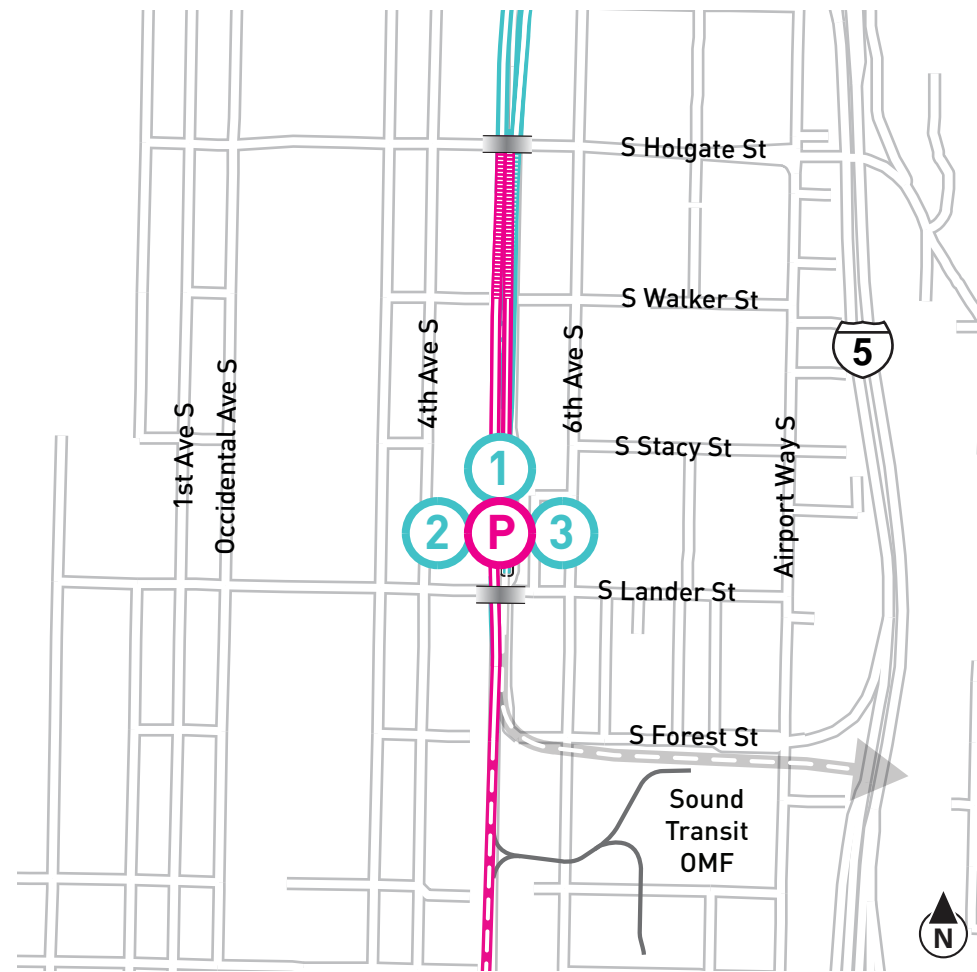 S Holgate St
S Walker St
5
4th Ave S
6th Ave S
1st Ave S
Occidental Ave S
S Stacy St
Airport Way S
1
2
P
3
S Lander St
S Forest St
Sound
Transit
OMF
N